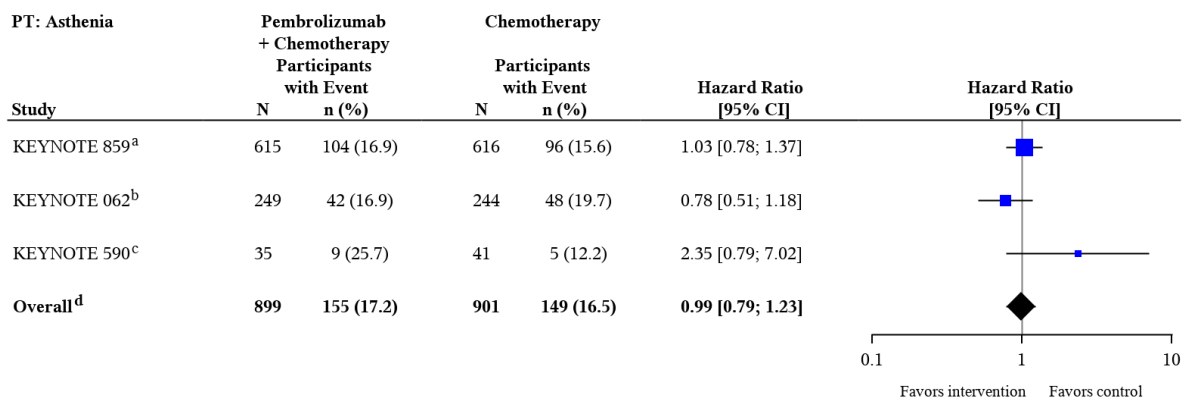 PT: Asthenia Pembrolizumab Chemotherapy
+ Chemotherapy
Participants Participants
with Event with Event Hazard Ratio Hazard Ratio
Study N n (%) N n (%) [95% CI] [95% CI]
KEYNOTE 859a 615 104 (16.9) 616 96 (15.6) 1.03 [0.78; 1.37]
KEYNOTE 062b 249 42 (16.9) 244 48 (19.7) 0.78 [0.51; 1.18]
KEYNOTE 590c 35 9 (25.7) 41 5 (12.2) 2.35 [0.79; 7.02]
Overalld 899 155 (17.2) 901 149 (16.5) 0.99 [0.79; 1.23]
0.1 1 10
Favors intervention Favors control